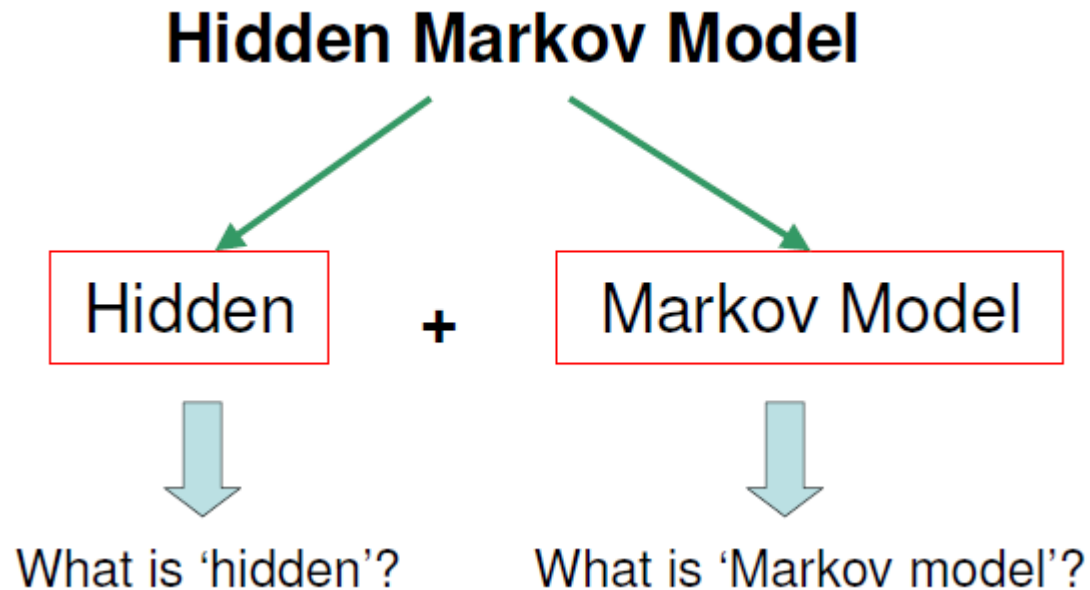 Hidden Markov Model
Hidden + Markov Model
What is ‘hidden’? What is ‘Markov model’?